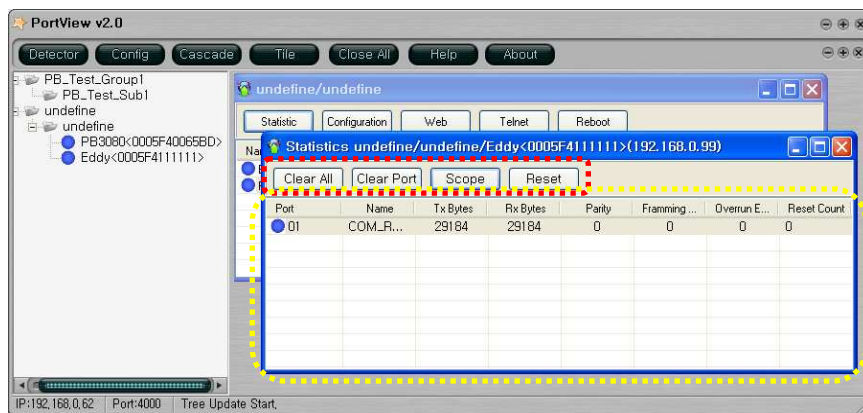 PortView v2.0
Detector Config Cascade Tile Close All Help About
PB_Test_Group1
PB_Test_Sub1
undefine
undefine
PB3080<0005F40065BD>
Eddy<0005F4111111>
undefine/undefine
Statistic Configuration Web Telnet Reboot
Statistics undefine/undefine/Eddy<0005F4111111>(192.168.0.99)
Clear All Clear Port Scope Reset
Port Name Tx Bytes Rx Bytes Parity Framming ... Overrun E... Reset Count
01 COM_R... 29184 29184 0 0 0 0
IP:192,168,0,62 Port:4000 Tree Update Start,